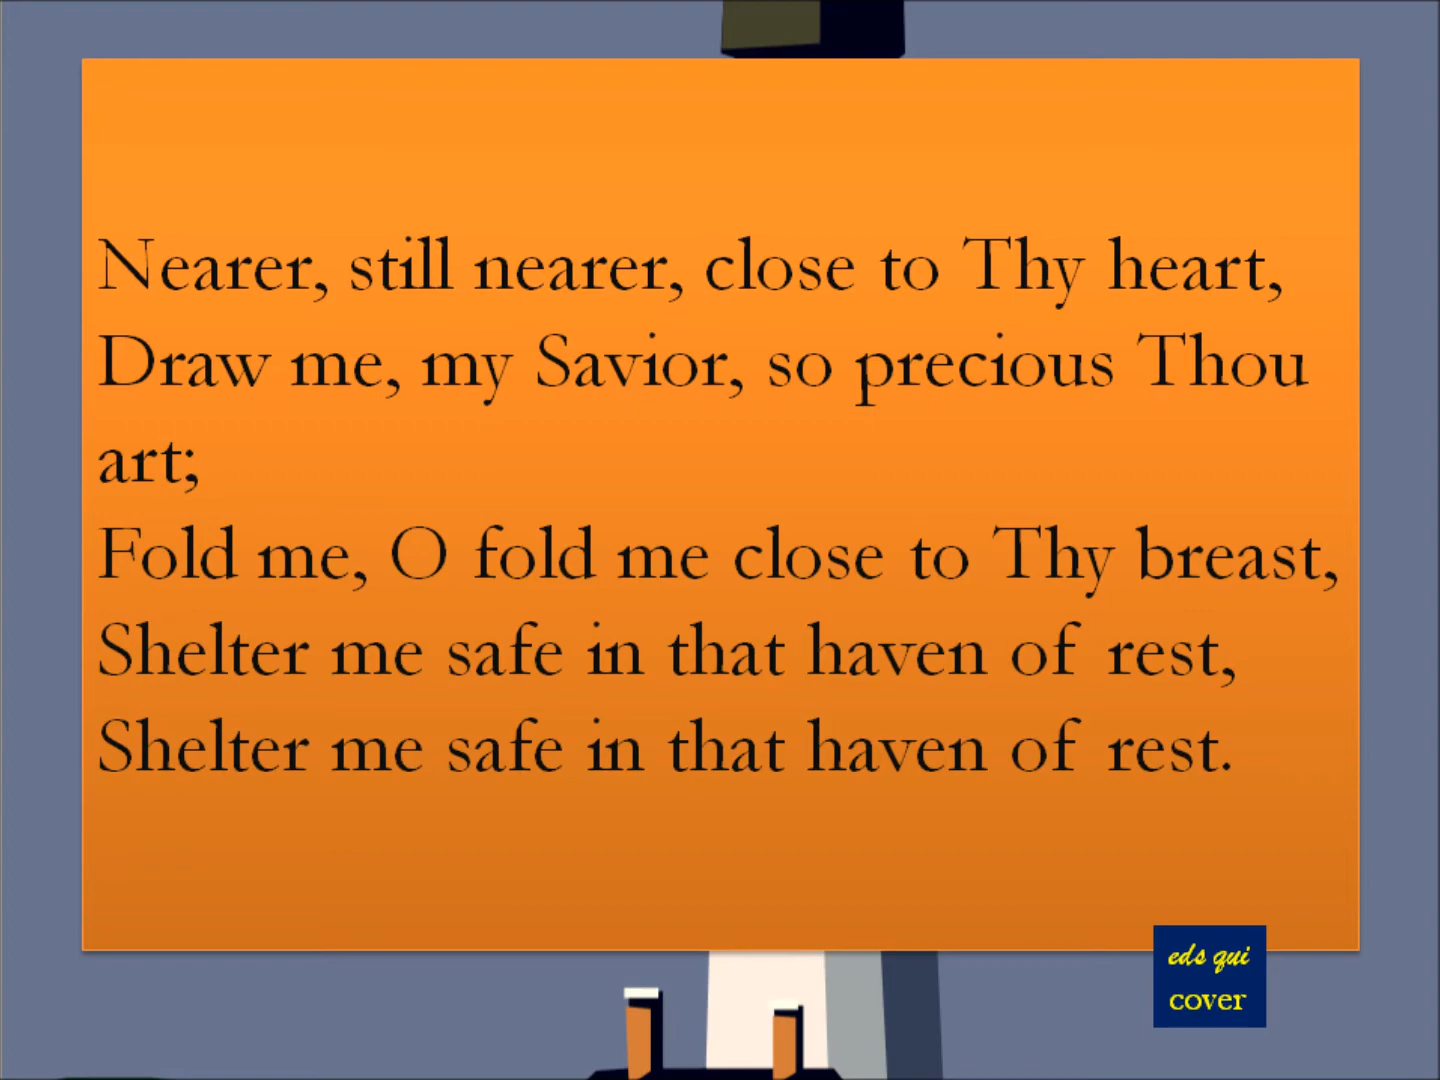 Nearer, still nearer, close to Thy heart,
Draw me, my Savior, so precious Thou
art;
Fold me, O fold me close to Thy breast,
Shelter me safe in that haven of rest,
Shelter me safe in that haven of rest.
eds qui
cover